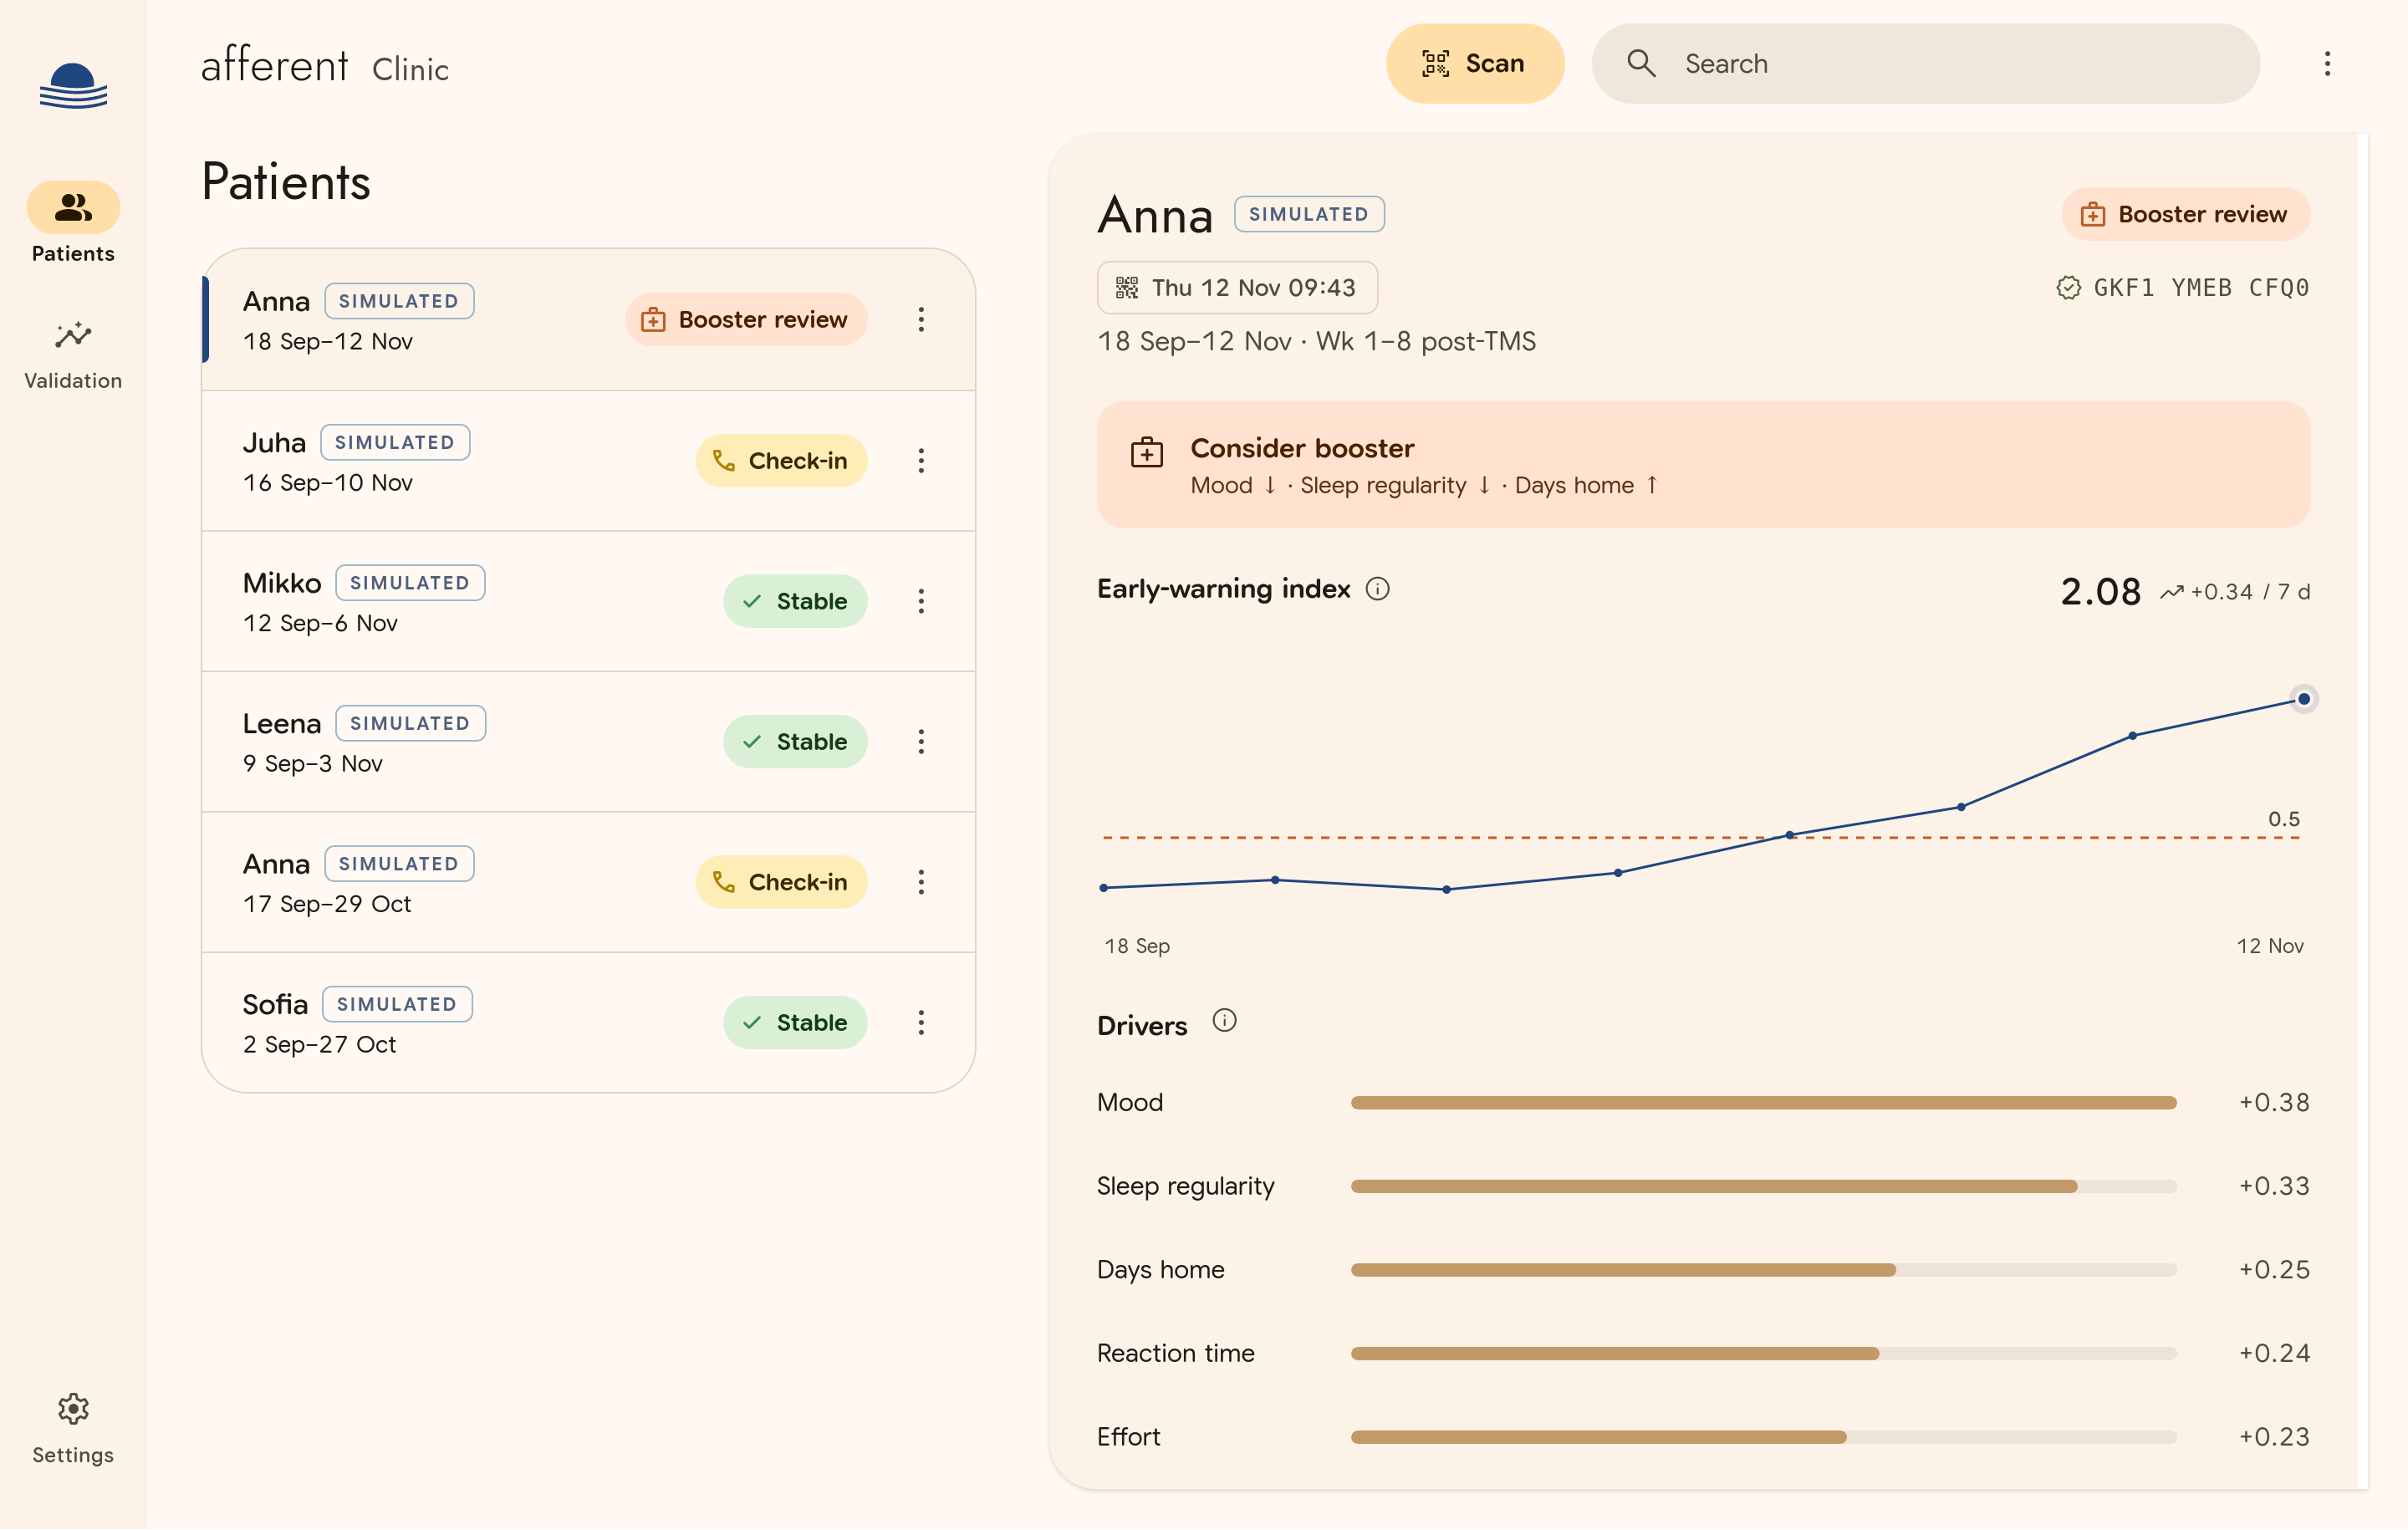 afferent Clinic
Scan
Search
Patients
Validation
Settings
Patients
Anna SIMULATED
18 Sep–12 Nov
Booster review
Juha SIMULATED
16 Sep–10 Nov
Check-in
Mikko SIMULATED
12 Sep–6 Nov
Stable
Leena SIMULATED
9 Sep–3 Nov
Stable
Anna SIMULATED
17 Sep–29 Oct
Check-in
Sofia SIMULATED
2 Sep–27 Oct
Stable
Anna SIMULATED
Booster review
Thu 12 Nov 09:43
GKF1 YMEB CFQ0
18 Sep–12 Nov · Wk 1–8 post-TMS
Consider booster
Mood ↓ · Sleep regularity ↓ · Days home ↑
Early-warning index
2.08 +0.34 / 7 d
0.5
18 Sep
12 Nov
Drivers
Mood +0.38
Sleep regularity +0.33
Days home +0.25
Reaction time +0.24
Effort +0.23